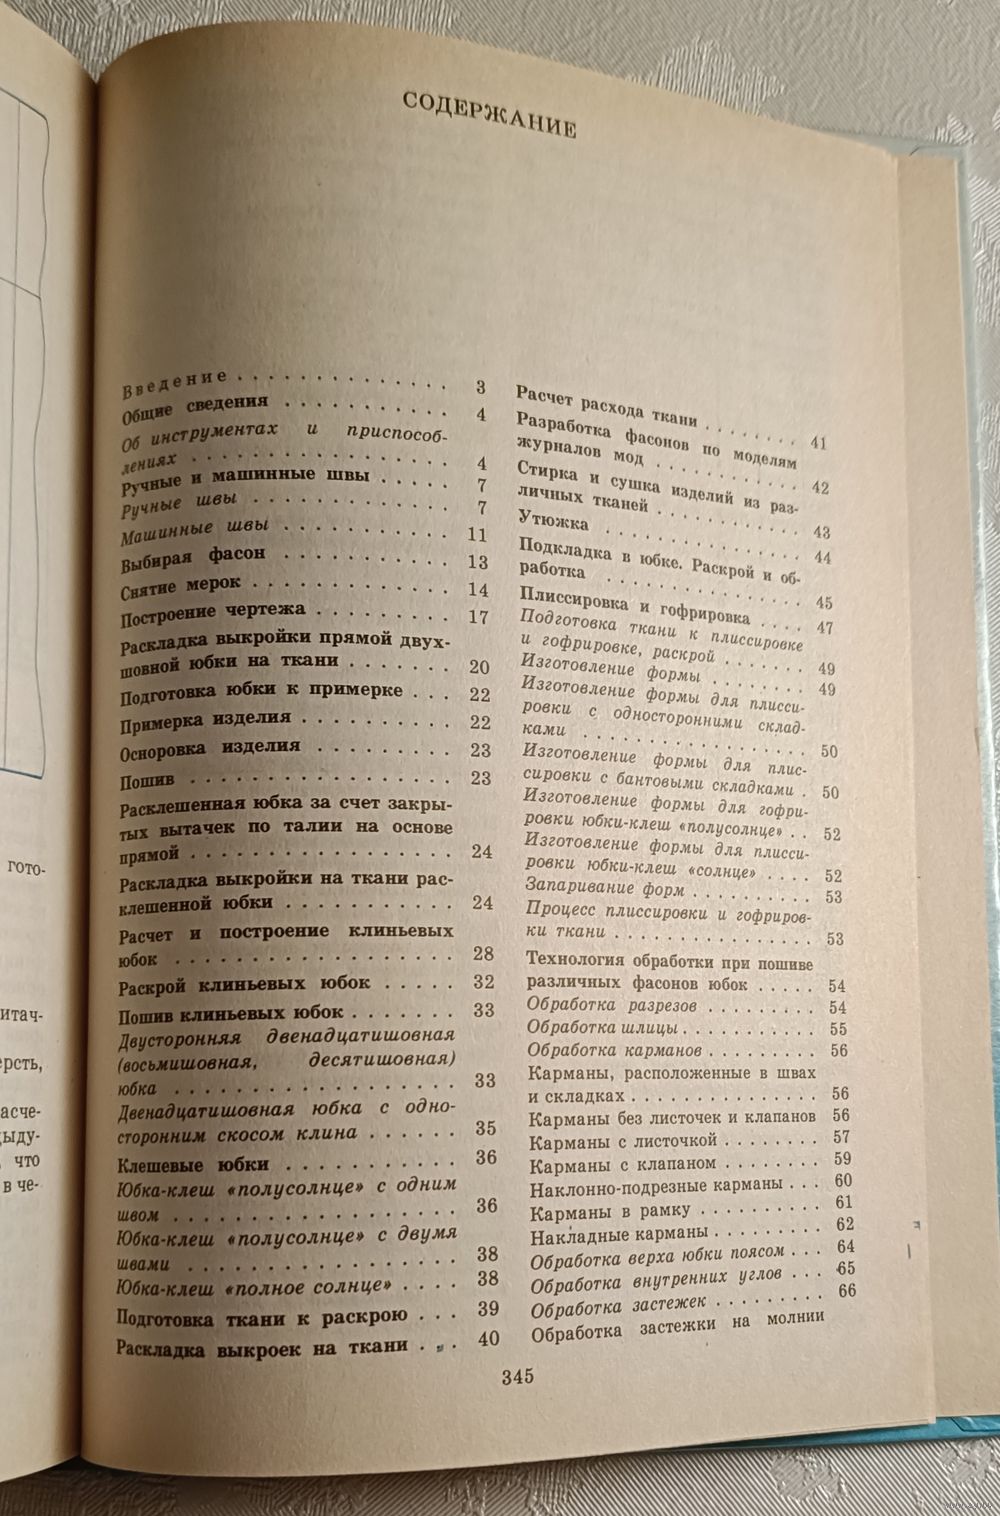 гото-
итач-
ерсть,
асче-
ыду-
что
в че-
СОДЕРЖАНИЕ
Введение . . . . . . . . . . . . . . 3
Общие сведения . . . . . . . . . . . 4
Об инструментах и приспособ-
лениях . . . . . . . . . . . . . . . 4
Ручные и машинные швы . . . . . 7
Ручные швы . . . . . . . . . . . . 7
Машинные швы . . . . . . . . . . . 11
Выбирая фасон . . . . . . . . . . . 13
Снятие мерок . . . . . . . . . . . . 14
Построение чертежа . . . . . . . . . 17
Раскладка выкройки прямой двух-
шовной юбки на ткани . . . . . . . 20
Подготовка юбки к примерке . . . 22
Примерка изделия . . . . . . . . . . 22
Осноровка изделия . . . . . . . . . 23
Пошив . . . . . . . . . . . . . . . . 23
Расклешенная юбка за счет закры-
тых вытачек по талии на основе
прямой . . . . . . . . . . . . . . . . 24
Раскладка выкройки на ткани рас-
клешенной юбки . . . . . . . . . . . 24
Расчет и построение клиньевых
юбок . . . . . . . . . . . . . . . . . 28
Раскрой клиньевых юбок . . . . . 32
Пошив клиньевых юбок . . . . . . . 33
Двусторонняя двенадцатишовная
(восьмишовная, десятишовная)
юбка . . . . . . . . . . . . . . . . . 33
Двенадцатишовная юбка с одно-
сторонним скосом клина . . . . . . 35
Клешевые юбки . . . . . . . . . . . 36
Юбка-клеш «полусолнце» с одним
швом . . . . . . . . . . . . . . . . . 36
Юбка-клеш «полусолнце» с двумя
швами . . . . . . . . . . . . . . . . 38
Юбка-клеш «полное солнце» . . . . 38
Подготовка ткани к раскрою . . . 39
Раскладка выкроек на ткани . . . 40
Расчет расхода ткани . . . . . . . . 41
Разработка фасонов по моделям
журналов мод . . . . . . . . . . . 42
Стирка и сушка изделий из раз-
личных тканей . . . . . . . . . . . 43
Утюжка . . . . . . . . . . . . . . 44
Подкладка в юбке. Раскрой и об-
работка . . . . . . . . . . . . . . 45
Плиссировка и гофрировка . . . . 47
Подготовка ткани к плиссировке
и гофрировке, раскрой . . . . . . . 49
Изготовление формы . . . . . . . . 49
Изготовление формы для плисси-
ровки с односторонними склад-
ками . . . . . . . . . . . . . . . . . 50
Изготовление формы для плис-
сировки с бантовыми складками . 50
Изготовление формы для гофри-
ровки юбки-клеш «полусолнце» . . 52
Изготовление формы для плисси-
ровки юбки-клеш «солнце» . . . . 52
Запаривание форм . . . . . . . . . . 53
Процесс плиссировки и гофриров-
ки ткани . . . . . . . . . . . . . . . . 53
Технология обработки при пошиве
различных фасонов юбок . . . . . 54
Обработка разрезов . . . . . . . . . 54
Обработка шлицы . . . . . . . . . . . 55
Обработка карманов . . . . . . . . . 56
Карманы, расположенные в швах
и складках . . . . . . . . . . . . . . . 56
Карманы без листочек и клапанов 56
Карманы с листочкой . . . . . . . . 57
Карманы с клапаном . . . . . . . . 59
Наклонно-подрезные карманы . . . 60
Карманы в рамку . . . . . . . . . . 61
Накладные карманы . . . . . . . . . 62
Обработка верха юбки поясом . . . 64
Обработка внутренних углов . . . 65
Обработка застежек . . . . . . . . . 66
Обработка застежки на молнии
345